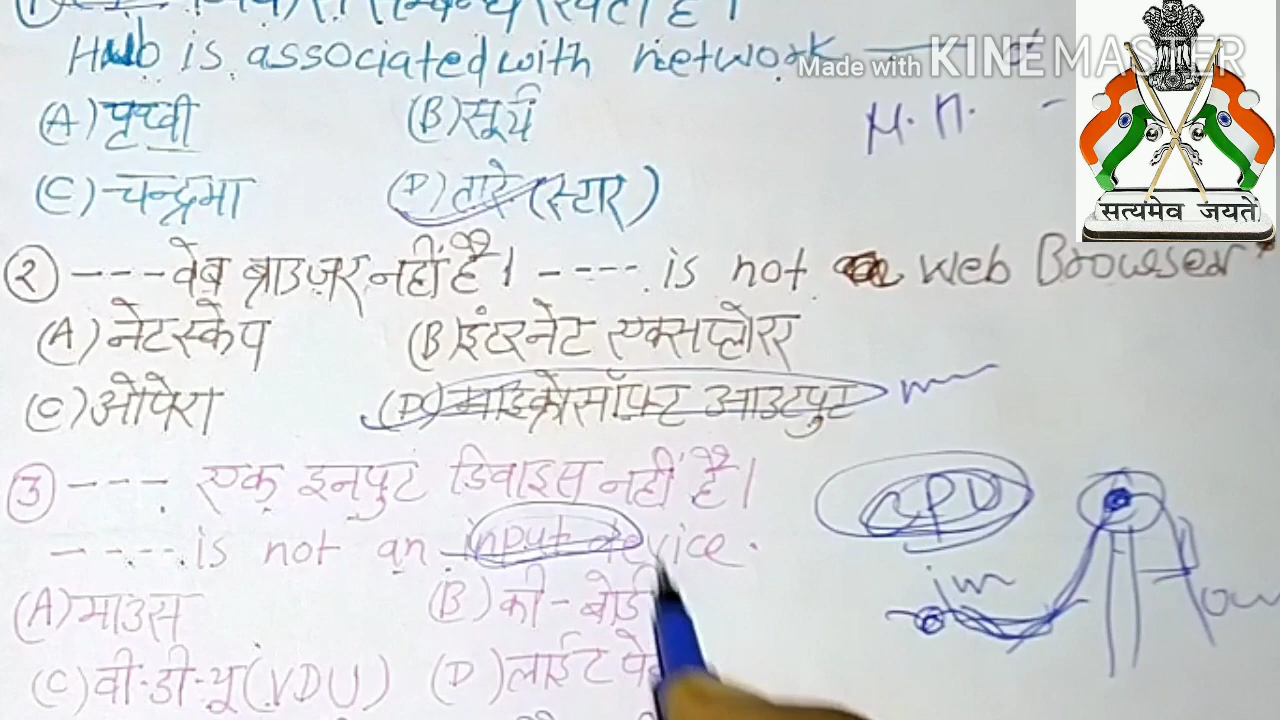 Hub is associated with network
Made with KINEMASTER
(A) पृथ्वी (B) सूर्य
(C) चन्द्रमा (D) तारे (स्टार)
सत्यमेव जयते
② ---- वेब ब्राउज़र नहीं है। ---- is not a web Browser
(A) नेटस्केप (B) इंटरनेट एक्सप्लोरर
(C) ओपेरा (D) माइक्रोसॉफ़्ट आउटपुट
③ ---- एक इनपुट डिवाइस नहीं है।
CPU
---- is not an input device.
(A) माउस (B) की-बोर्ड
(C) वी-डी-यू (VDU) (D) लाईट